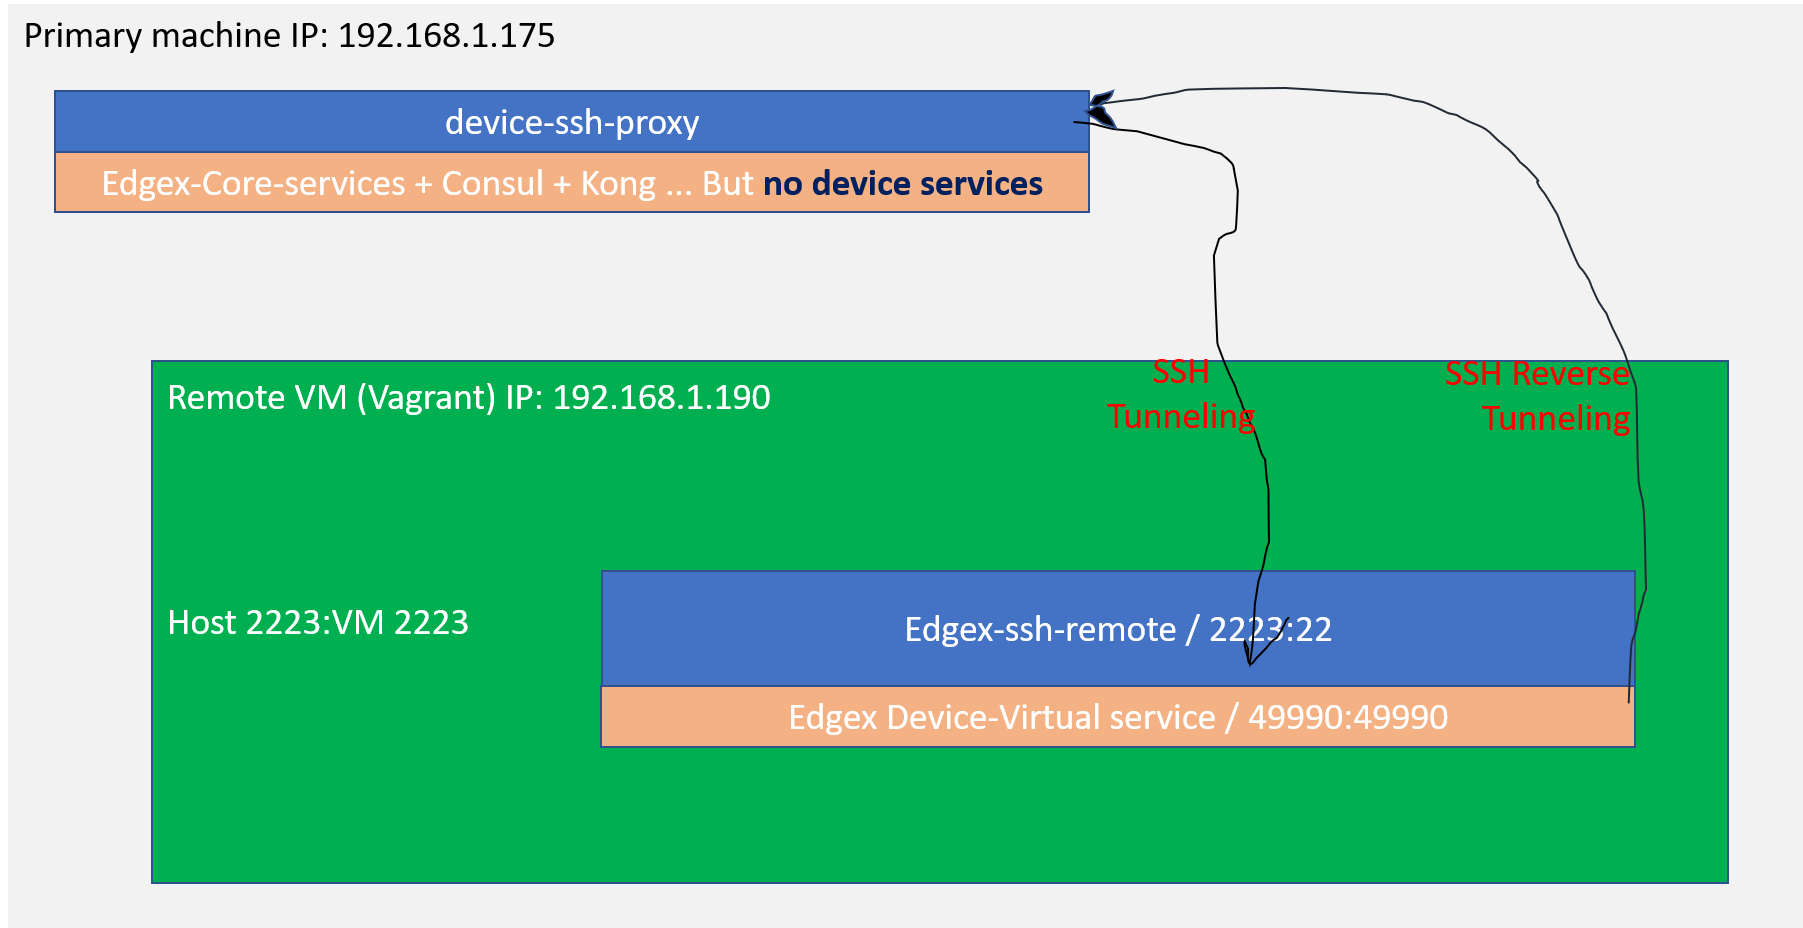 Primary machine IP: 192.168.1.175
device-ssh-proxy
Edgex-Core-services + Consul + Kong ... But no device services
SSH
Tunneling
SSH Reverse
Tunneling
Remote VM (Vagrant) IP: 192.168.1.190
Host 2223:VM 2223
Edgex-ssh-remote / 2223:22
Edgex Device-Virtual service / 49990:49990